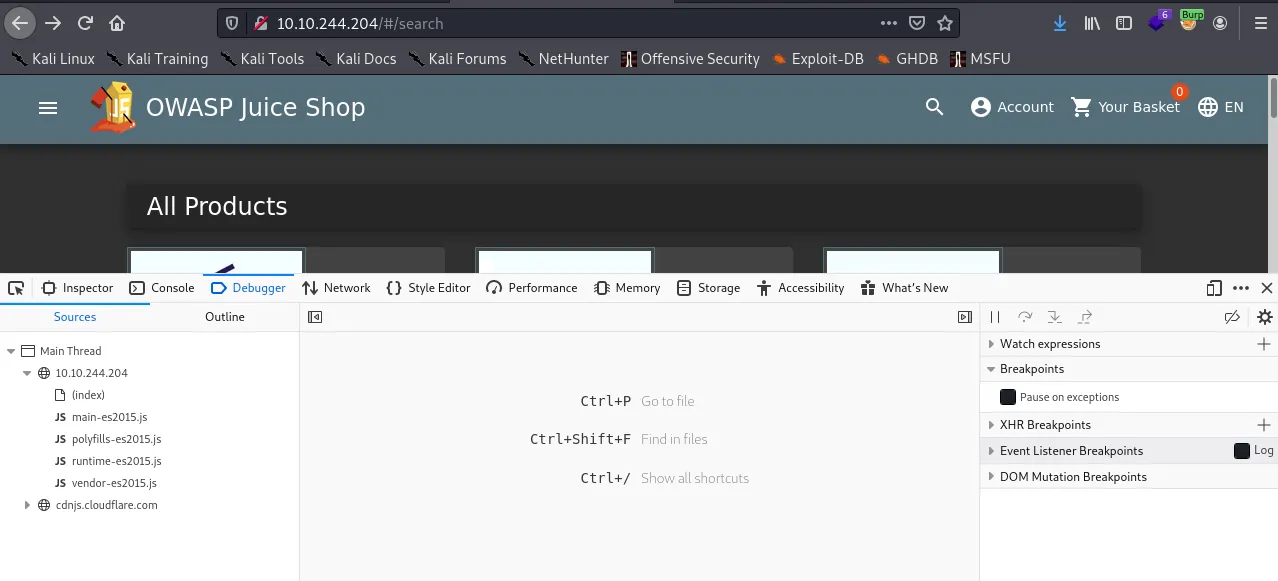 10.10.244.204/#/search
6
Burp
Kali Linux Kali Training Kali Tools Kali Docs Kali Forums NetHunter Offensive Security Exploit-DB GHDB MSFU
OWASP Juice Shop
Account
Your Basket
0
EN
All Products
Inspector Console Debugger Network Style Editor Performance Memory Storage Accessibility What's New
Sources Outline
Main Thread
10.10.244.204
(index)
JS main-es2015.js
JS polyfills-es2015.js
JS runtime-es2015.js
JS vendor-es2015.js
cdnjs.cloudflare.com
Ctrl+P Go to file
Ctrl+Shift+F Find in files
Ctrl+/ Show all shortcuts
Watch expressions
Breakpoints
Pause on exceptions
XHR Breakpoints
Event Listener Breakpoints Log
DOM Mutation Breakpoints